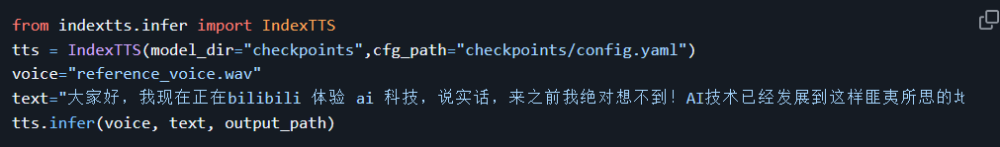 from indextts.infer import IndexTTS
tts = IndexTTS(model_dir="checkpoints",cfg_path="checkpoints/config.yaml")
voice="reference_voice.wav"
text="大家好，我现在正在bilibili 体验 ai 科技，说实话，来之前我绝对想不到！AI技术已经发展到这样匪夷所思的地
tts.infer(voice, text, output_path)